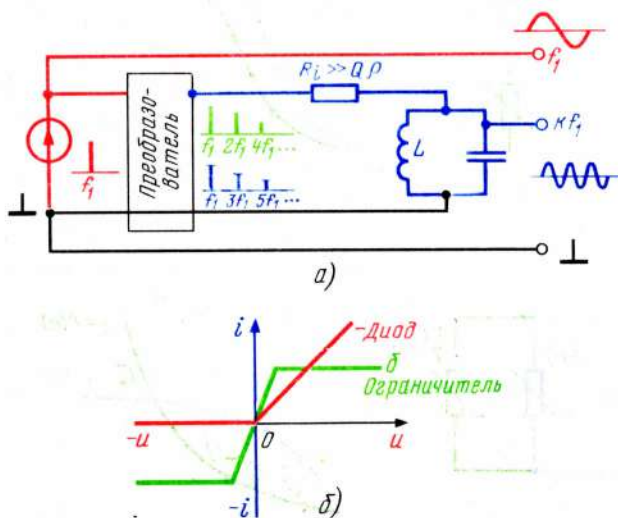 f₁
Rᵢ>>Qρ
Преобразо-
ватель
f₁
f₁ 2f₁ 4f₁...
f₁ 3f₁ 5f₁...
L
кf₁
⊥
⊥
а)
i
-Диод
б
Ограничитель
-u
0
u
-i
б)